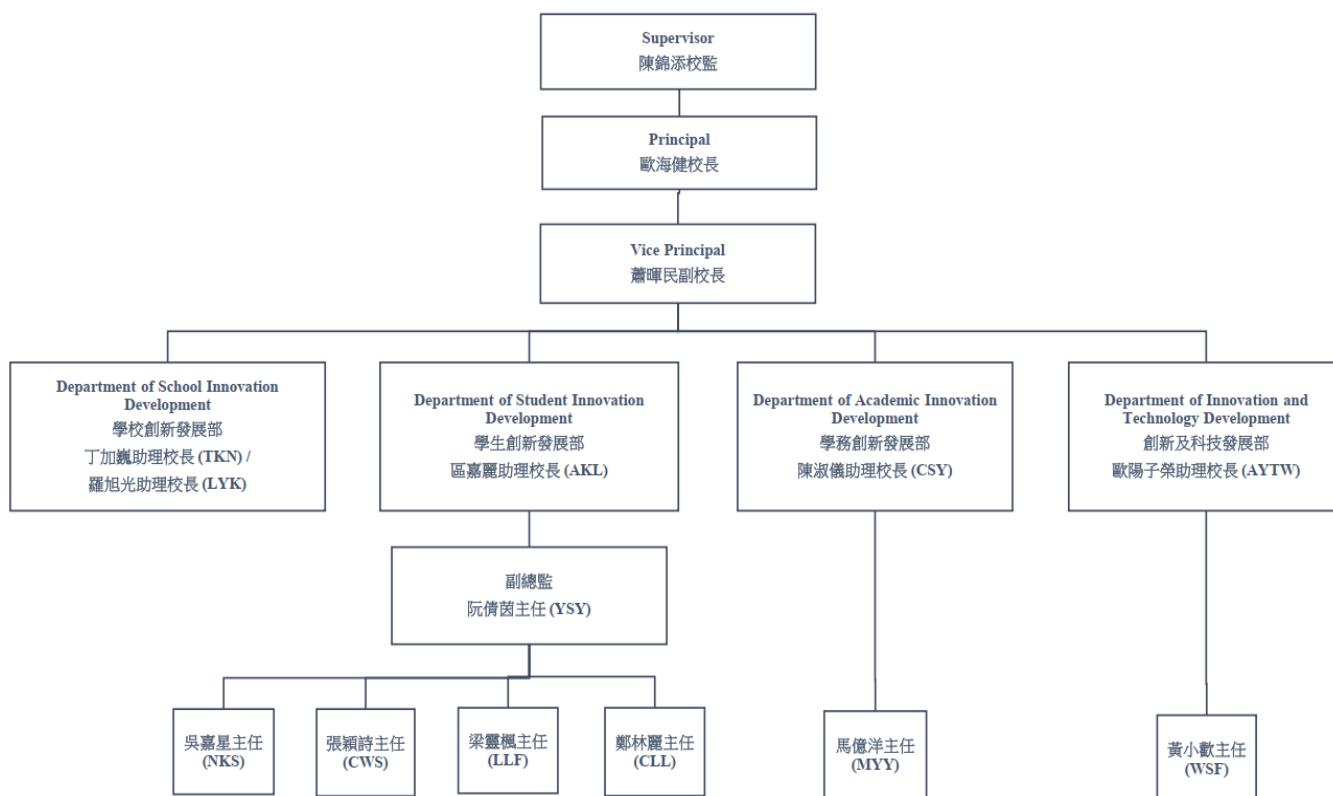 Supervisor
陳錦添校監
Principal
歐海健校長
Vice Principal
蕭暉民副校長
Department of School Innovation
Development
學校創新發展部
丁加巍助理校長 (TKN) /
羅旭光助理校長 (LYK)
Department of Student Innovation
Development
學生創新發展部
區嘉麗助理校長 (AKL)
Department of Academic Innovation
Development
學務創新發展部
陳淑儀助理校長 (CSY)
Department of Innovation and
Technology Development
創新及科技發展部
歐陽子榮助理校長 (AYTW)
副總監
阮倩茵主任 (YSY)
吳嘉星主任
(NKS)
張穎詩主任
(CWS)
梁靈楓主任
(LLF)
鄭林麗主任
(CLL)
馬億洋主任
(MYY)
黃小歡主任
(WSF)